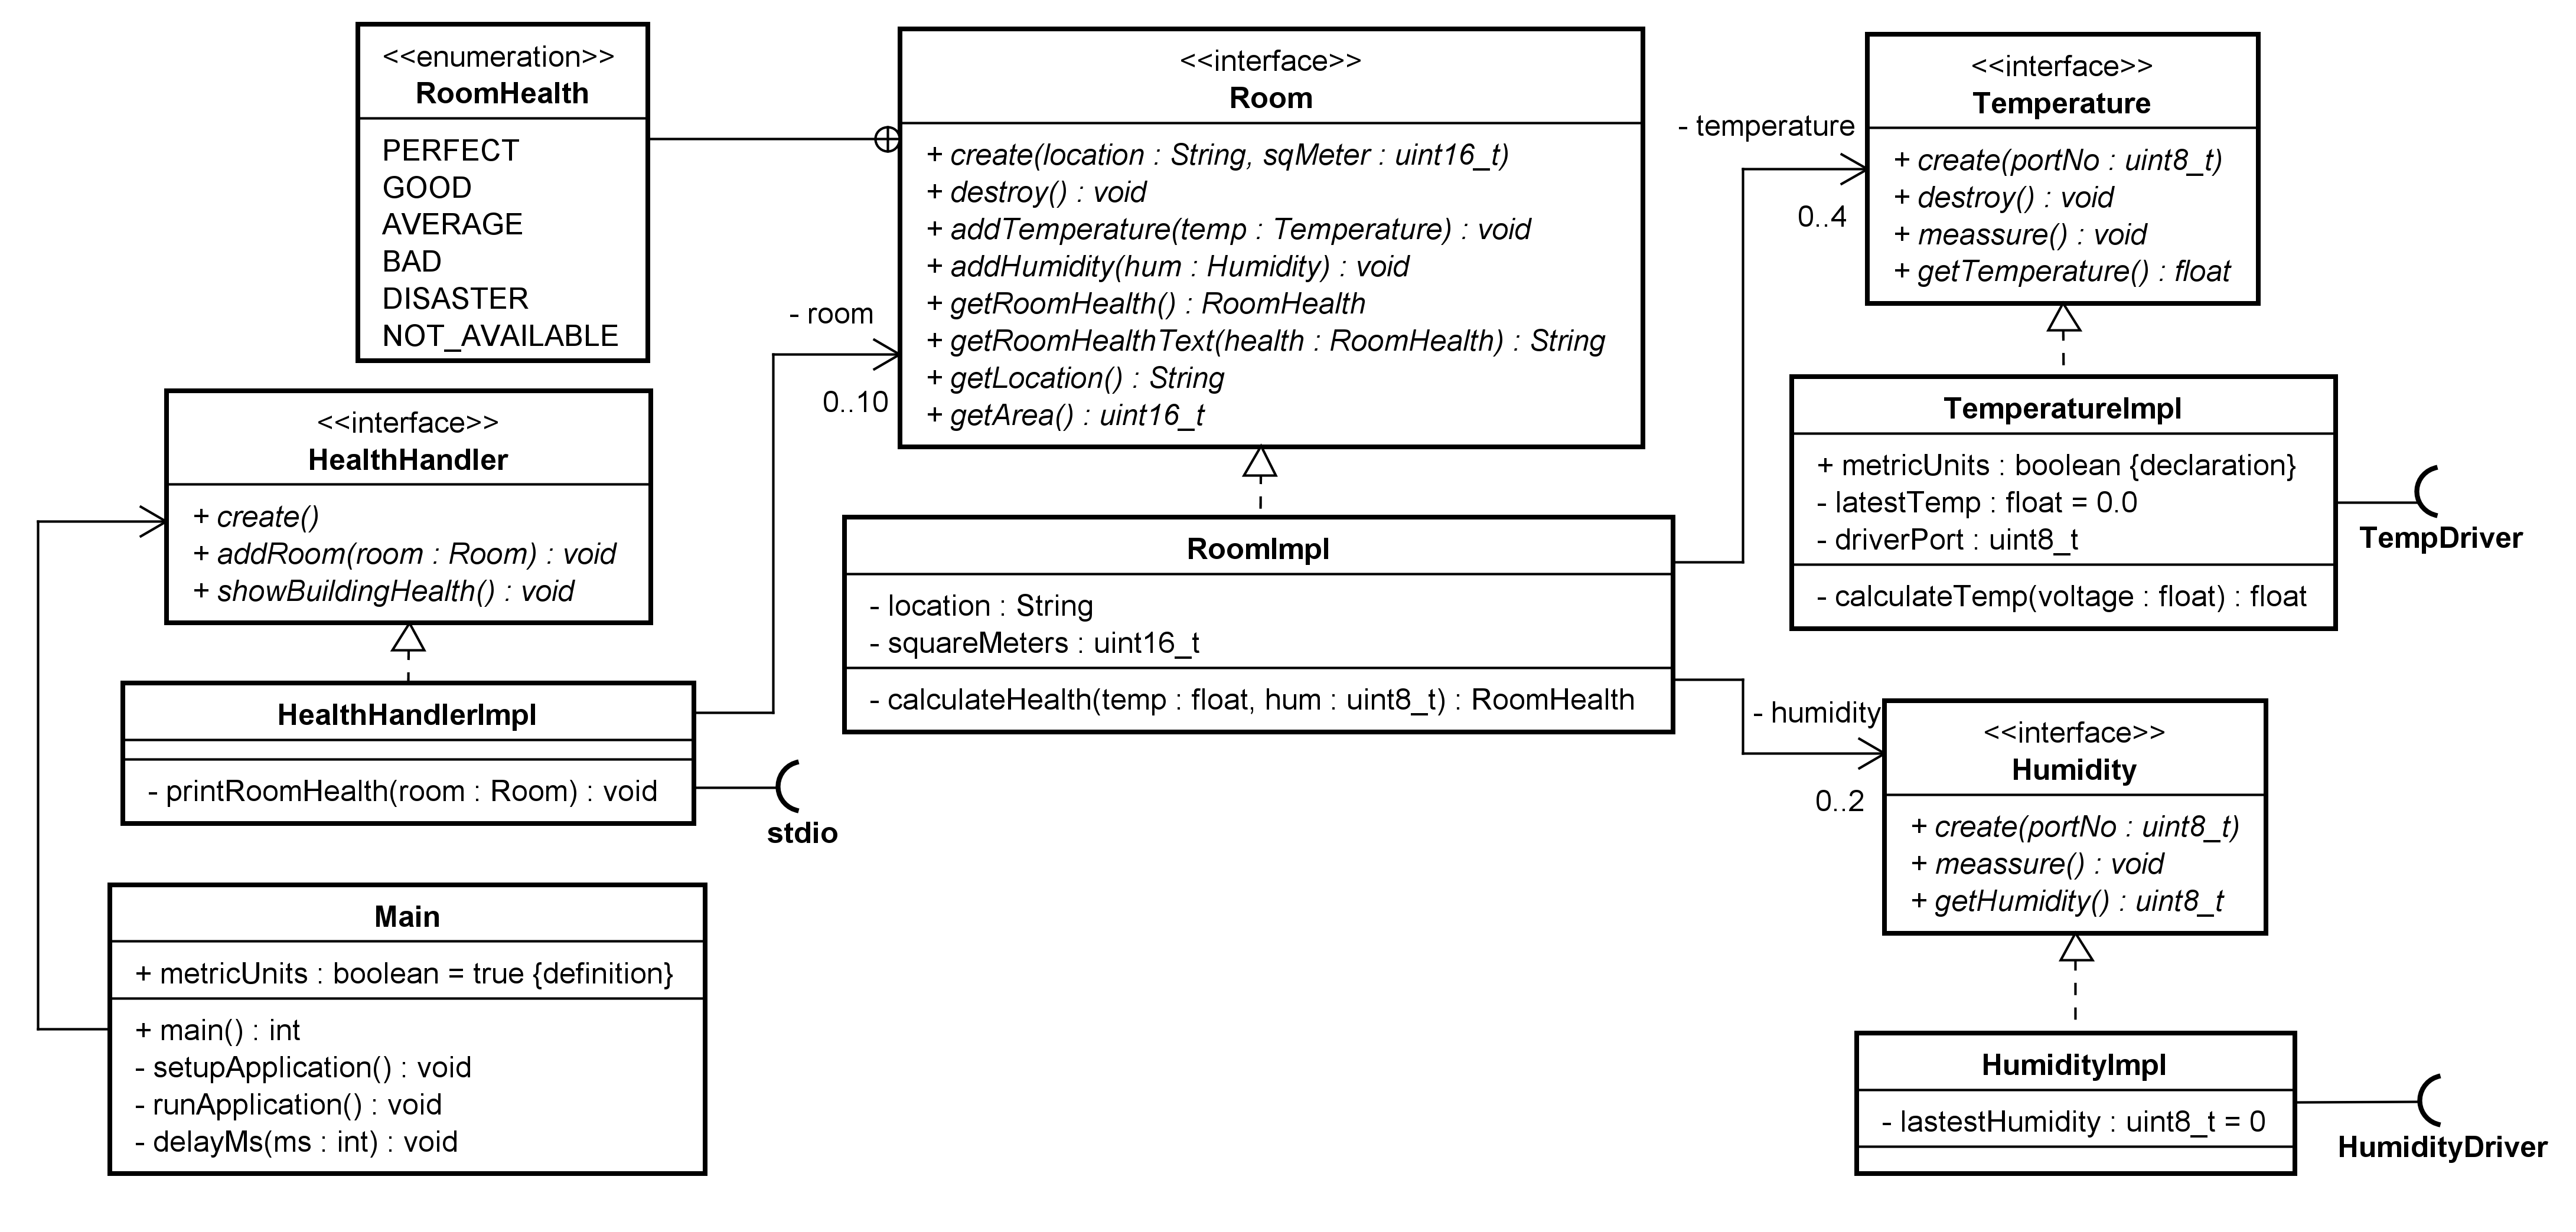 <<enumeration>>
RoomHealth
PERFECT
GOOD
AVERAGE
BAD
DISASTER
NOT_AVAILABLE
<<interface>>
Room
+ create(location : String, sqMeter : uint16_t)
+ destroy() : void
+ addTemperature(temp : Temperature) : void
+ addHumidity(hum : Humidity) : void
+ getRoomHealth() : RoomHealth
+ getRoomHealthText(health : RoomHealth) : String
+ getLocation() : String
+ getArea() : uint16_t
- temperature
0..4
<<interface>>
Temperature
+ create(portNo : uint8_t)
+ destroy() : void
+ meassure() : void
+ getTemperature() : float
- room
0..10
<<interface>>
HealthHandler
+ create()
+ addRoom(room : Room) : void
+ showBuildingHealth() : void
TemperatureImpl
+ metricUnits : boolean {declaration}
- latestTemp : float = 0.0
- driverPort : uint8_t
- calculateTemp(voltage : float) : float
TempDriver
RoomImpl
- location : String
- squareMeters : uint16_t
- calculateHealth(temp : float, hum : uint8_t) : RoomHealth
HealthHandlerImpl
- printRoomHealth(room : Room) : void
stdio
- humidity
0..2
<<interface>>
Humidity
+ create(portNo : uint8_t)
+ meassure() : void
+ getHumidity() : uint8_t
Main
+ metricUnits : boolean = true {definition}
+ main() : int
- setupApplication() : void
- runApplication() : void
- delayMs(ms : int) : void
HumidityImpl
- lastestHumidity : uint8_t = 0
HumidityDriver